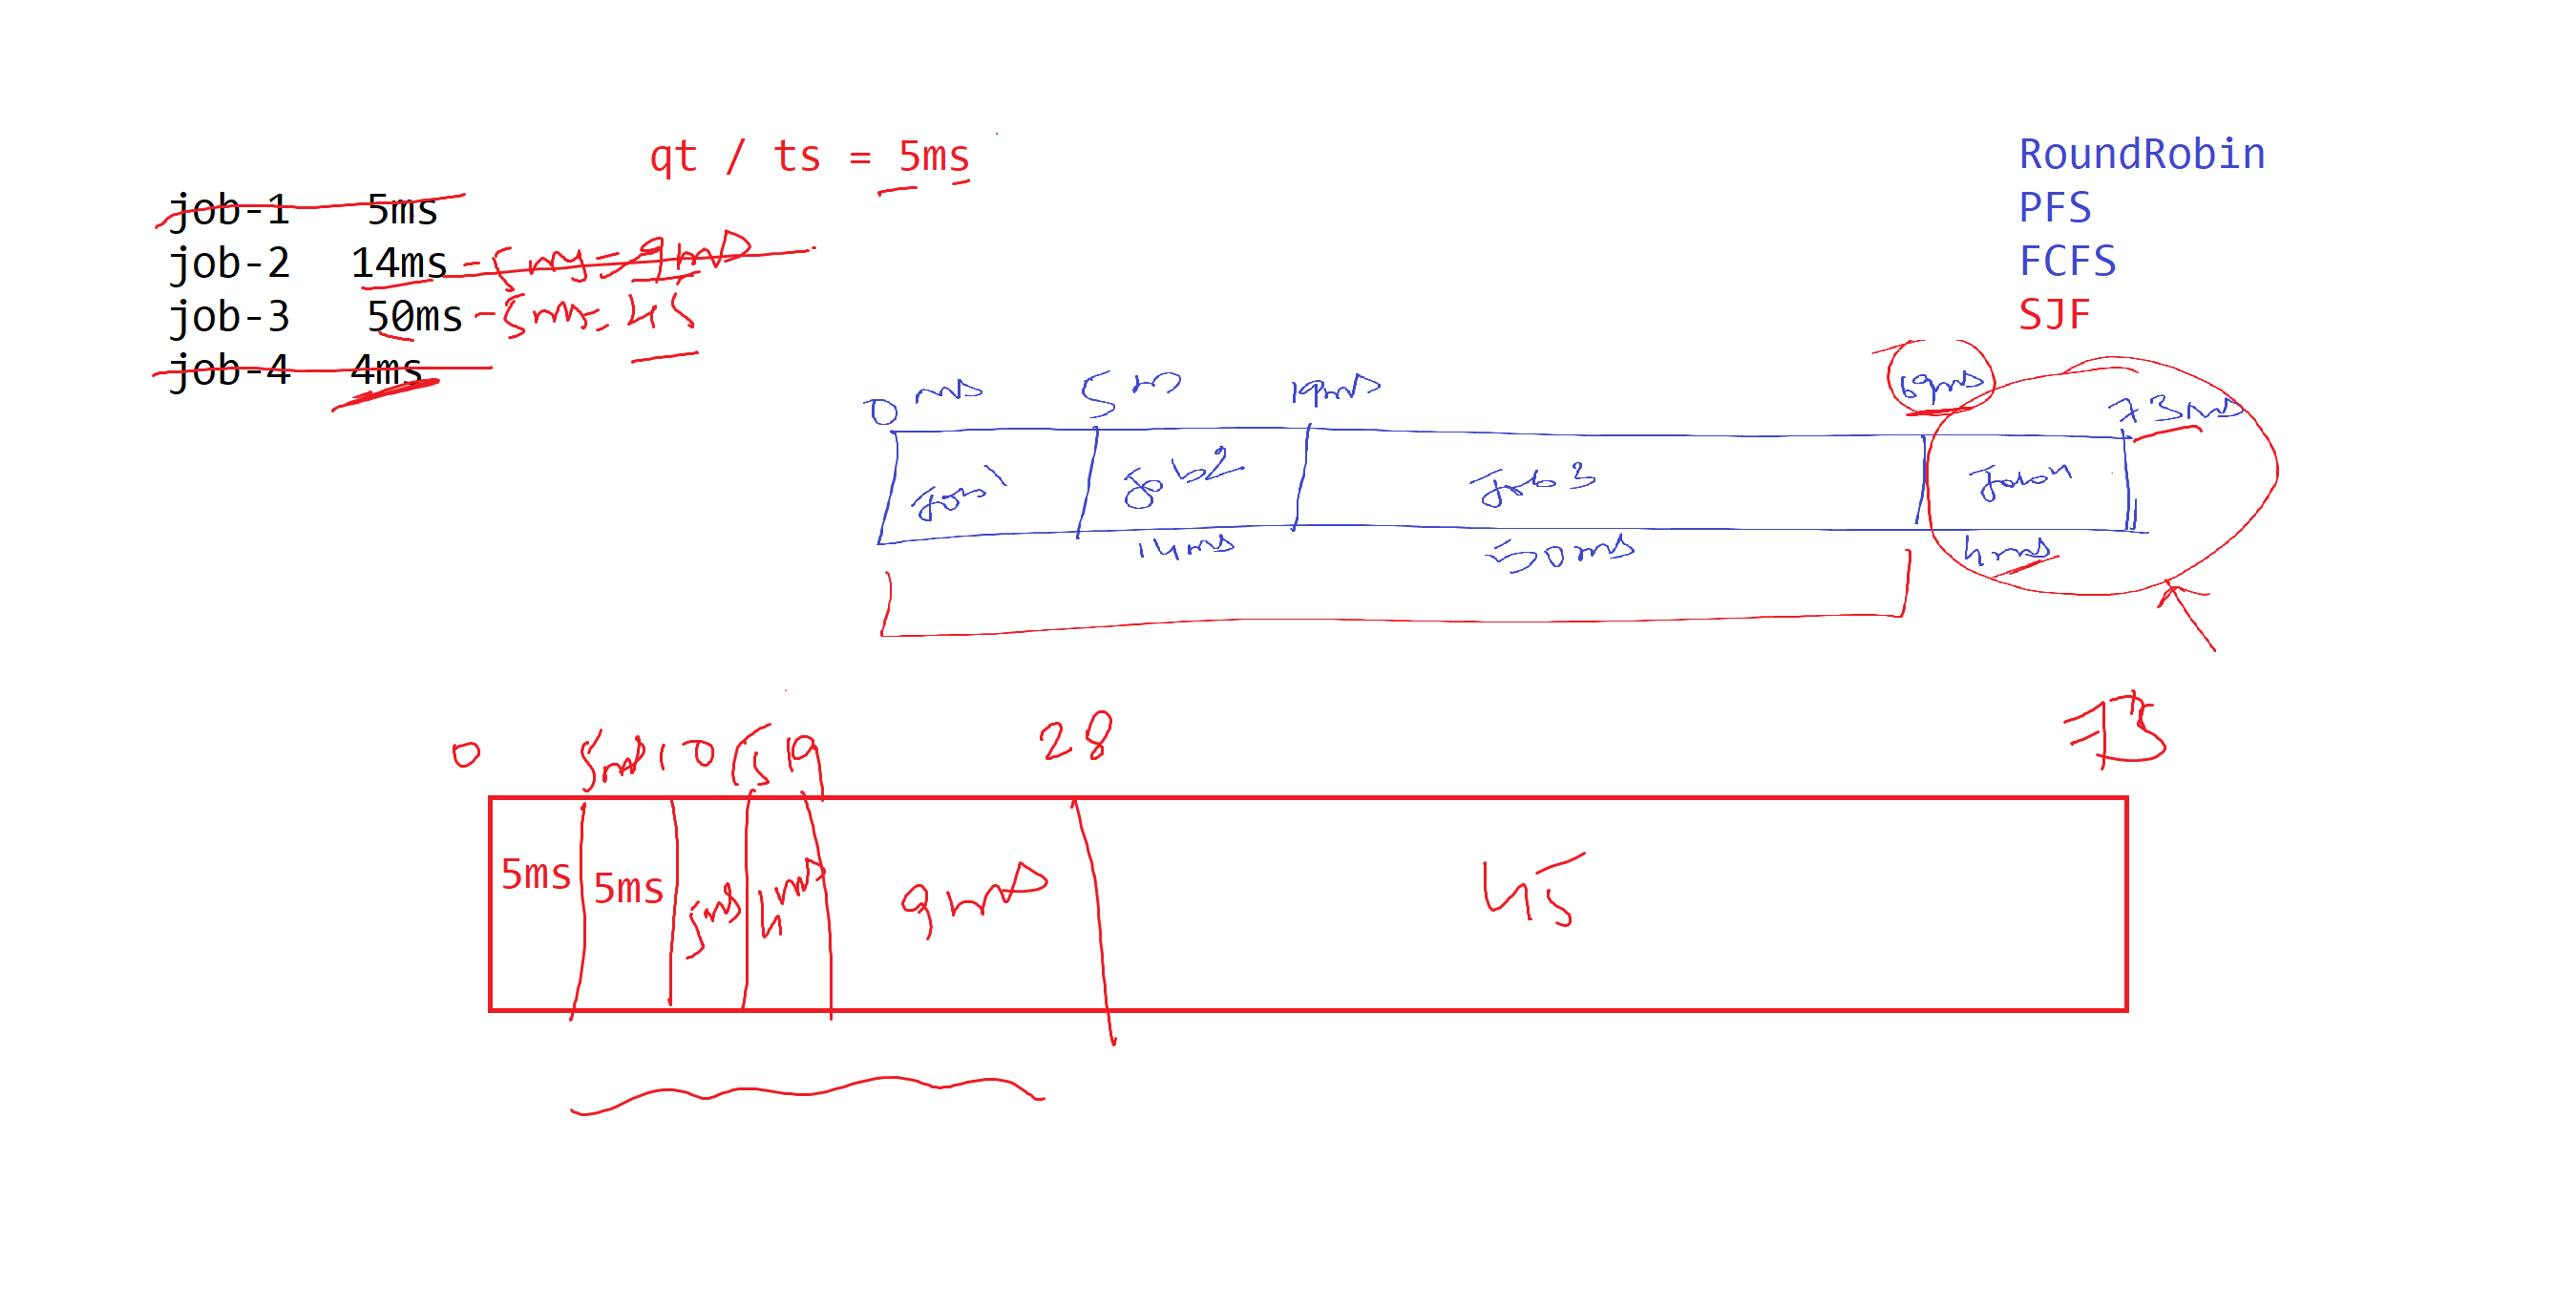 qt / ts = 5ms
RoundRobin
PFS
FCFS
SJF
job-1 5ms
job-2 14ms - 5ms = 9ms
job-3 50ms - 5ms = 45
job-4 4ms
0 ms 5 m 19ms 69ms 73ms
Job1 Job2 Job3 Job4
14ms 50ms 4ms
0 5ms 10 15 19 28 73
5ms 5ms 5ms 4ms 9ms 45